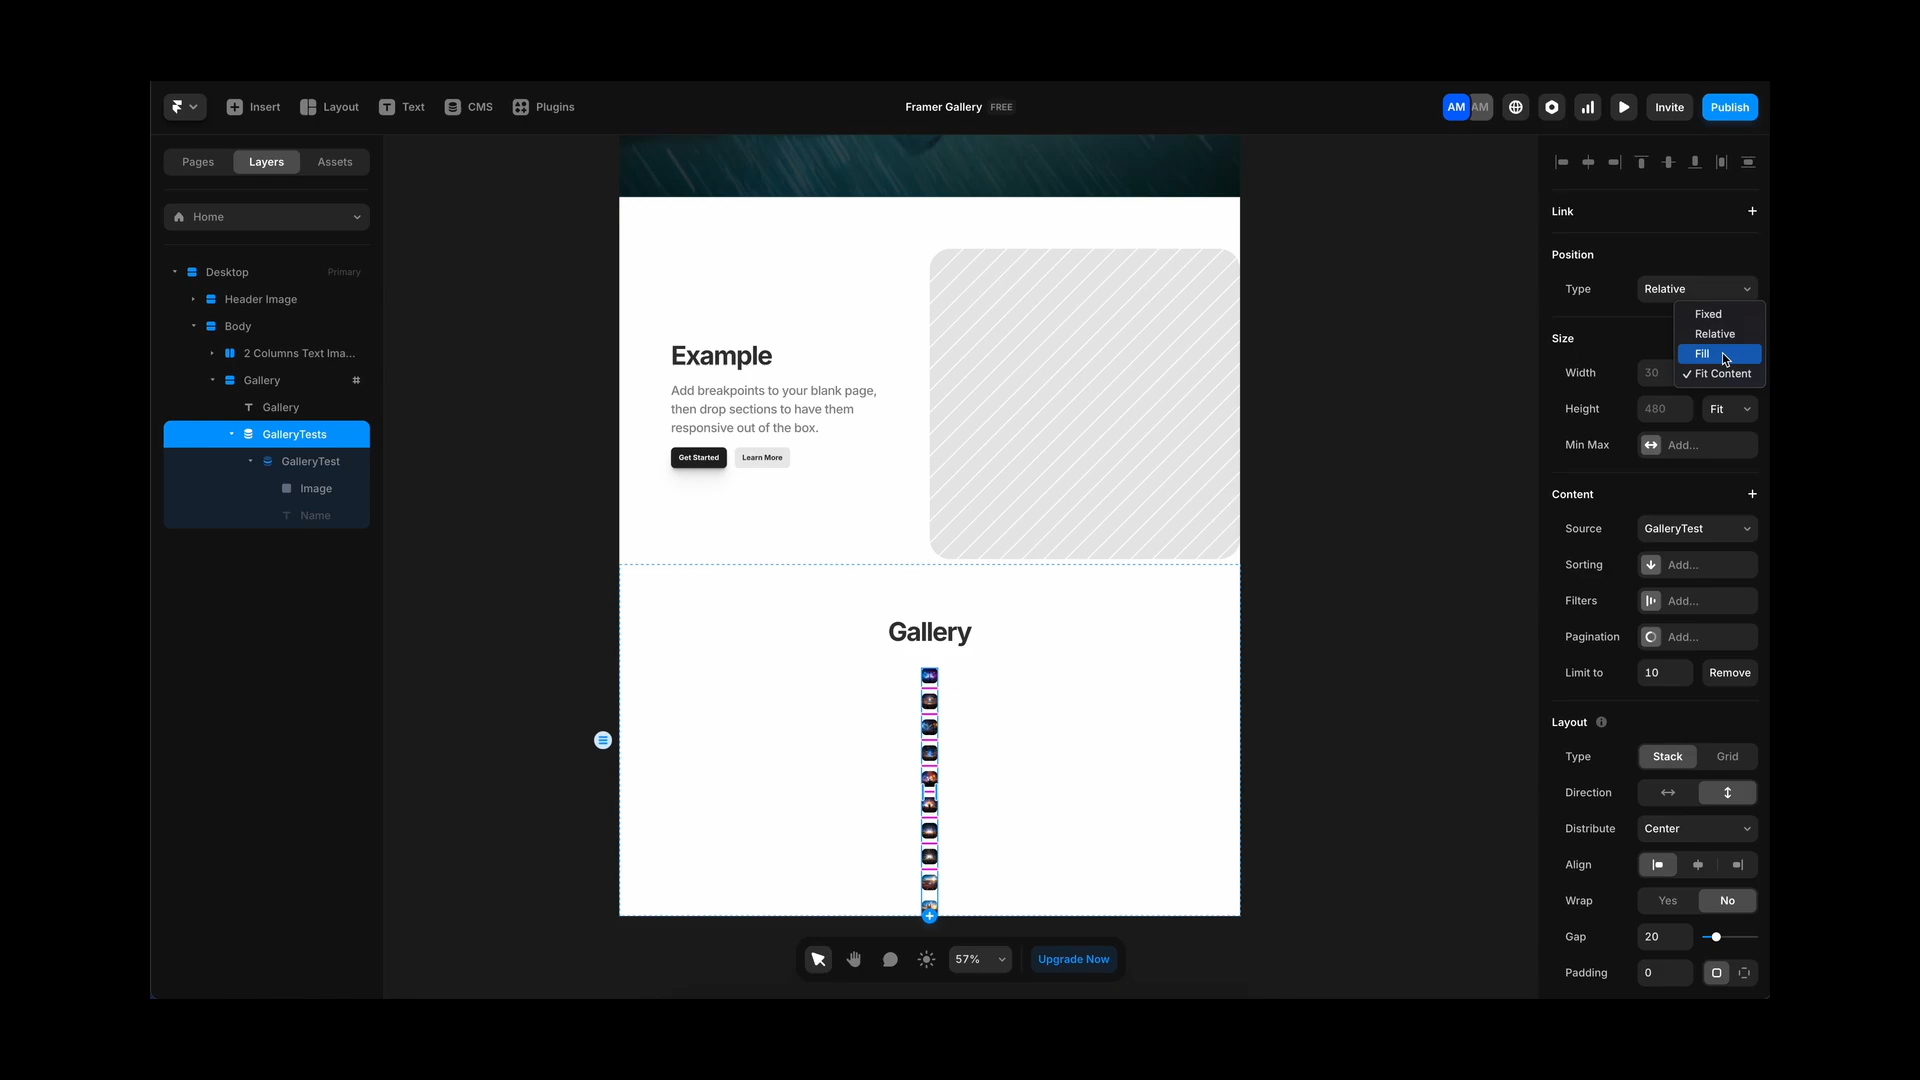 Insert
Layout
Text
CMS
Plugins
Framer Gallery FREE
AM
AM
Invite
Publish
Pages
Layers
Assets
Home
Desktop
Primary
Header Image
Body
2 Columns Text Ima...
Gallery
Gallery
GalleryTests
GalleryTest
Image
Name
Example
Add breakpoints to your blank page,
then drop sections to have them
responsive out of the box.
Get Started
Learn More
Gallery
57%
Upgrade Now
Link
Position
Type
Relative
Fixed
Relative
Fill
Fit Content
Size
Width
30
Height
480
Fit
Min Max
Add...
Content
Source
GalleryTest
Sorting
Add...
Filters
Add...
Pagination
Add...
Limit to
10
Remove
Layout
Type
Stack
Grid
Direction
Distribute
Center
Align
Wrap
Yes
No
Gap
20
Padding
0